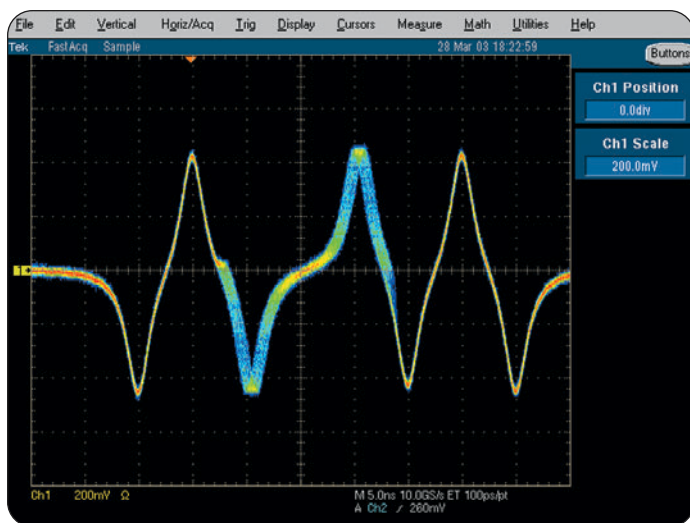 File Edit Vertical Horiz/Acq Trig Display Cursors Measure Math Utilities Help
Tek FastAcq Sample 28 Mar 03 18:22:59 Buttons
Ch1 Position
0.0div
Ch1 Scale
200.0mV
1
Ch1 200mV Ω M 5.0ns 10.0GS/s ET 100ps/pt
A Ch2 ∕ 260mV